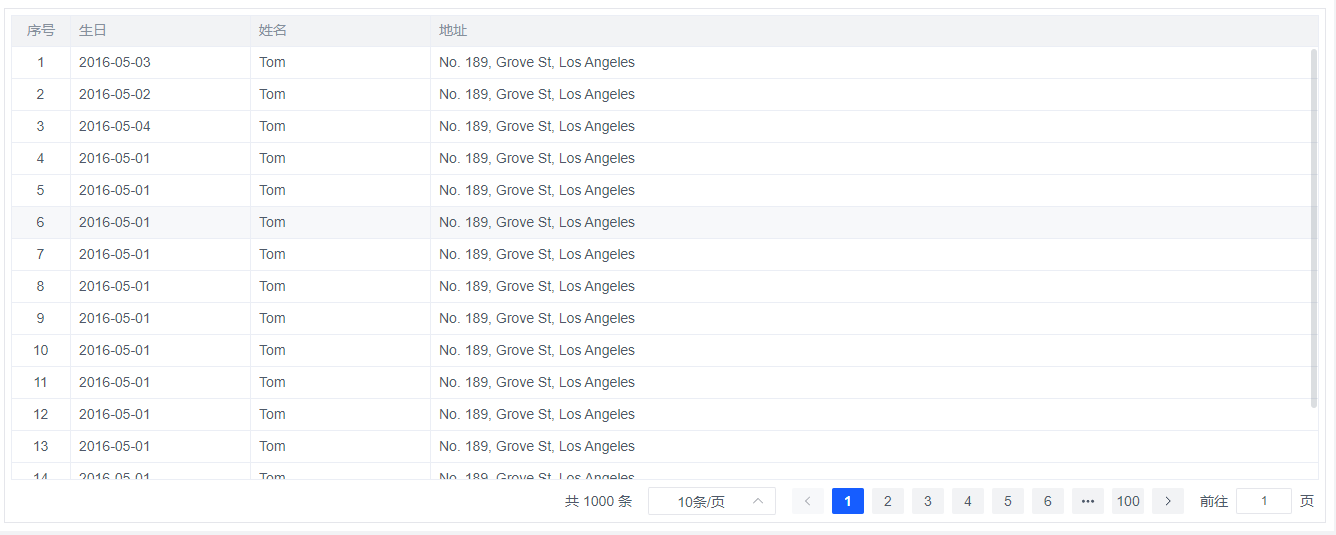 序号 生日 姓名 地址
1 2016-05-03 Tom No. 189, Grove St, Los Angeles
2 2016-05-02 Tom No. 189, Grove St, Los Angeles
3 2016-05-04 Tom No. 189, Grove St, Los Angeles
4 2016-05-01 Tom No. 189, Grove St, Los Angeles
5 2016-05-01 Tom No. 189, Grove St, Los Angeles
6 2016-05-01 Tom No. 189, Grove St, Los Angeles
7 2016-05-01 Tom No. 189, Grove St, Los Angeles
8 2016-05-01 Tom No. 189, Grove St, Los Angeles
9 2016-05-01 Tom No. 189, Grove St, Los Angeles
10 2016-05-01 Tom No. 189, Grove St, Los Angeles
11 2016-05-01 Tom No. 189, Grove St, Los Angeles
12 2016-05-01 Tom No. 189, Grove St, Los Angeles
13 2016-05-01 Tom No. 189, Grove St, Los Angeles
14 2016-05-01 Tom No. 189, Grove St, Los Angeles
共 1000 条 10条/页 1 2 3 4 5 6 ••• 100 前往 1 页